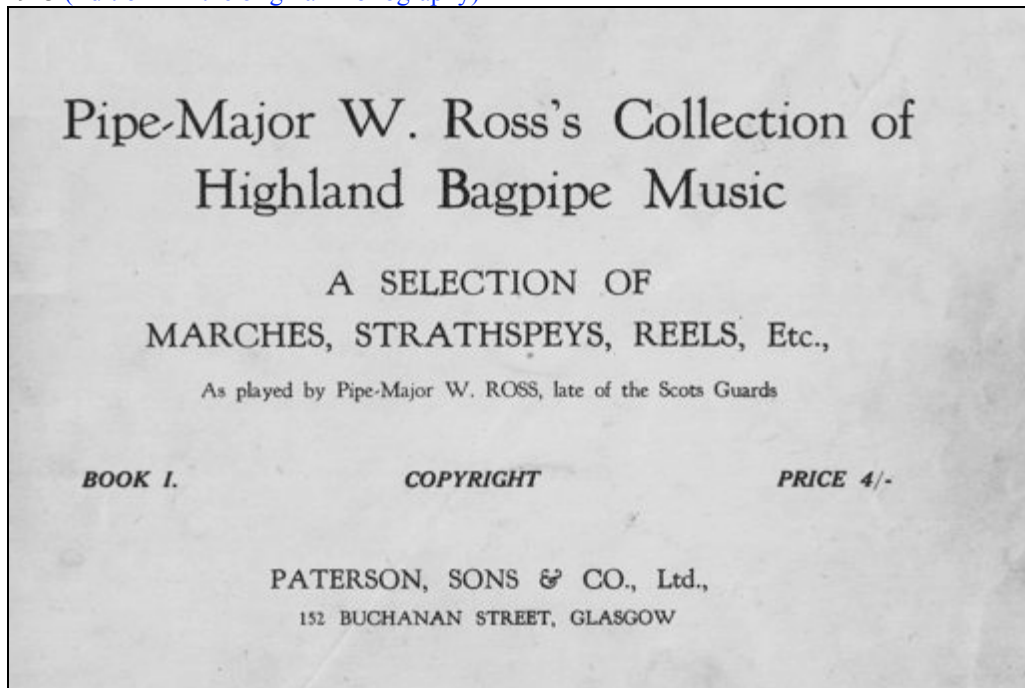 Pipe-Major W. Ross's Collection of
Highland Bagpipe Music
A SELECTION OF
MARCHES, STRATHSPEYS, REELS, Etc.,
As played by Pipe-Major W. ROSS, late of the Scots Guards
BOOK I. COPYRIGHT PRICE 4/-
PATERSON, SONS & CO., Ltd.,
152 BUCHANAN STREET, GLASGOW